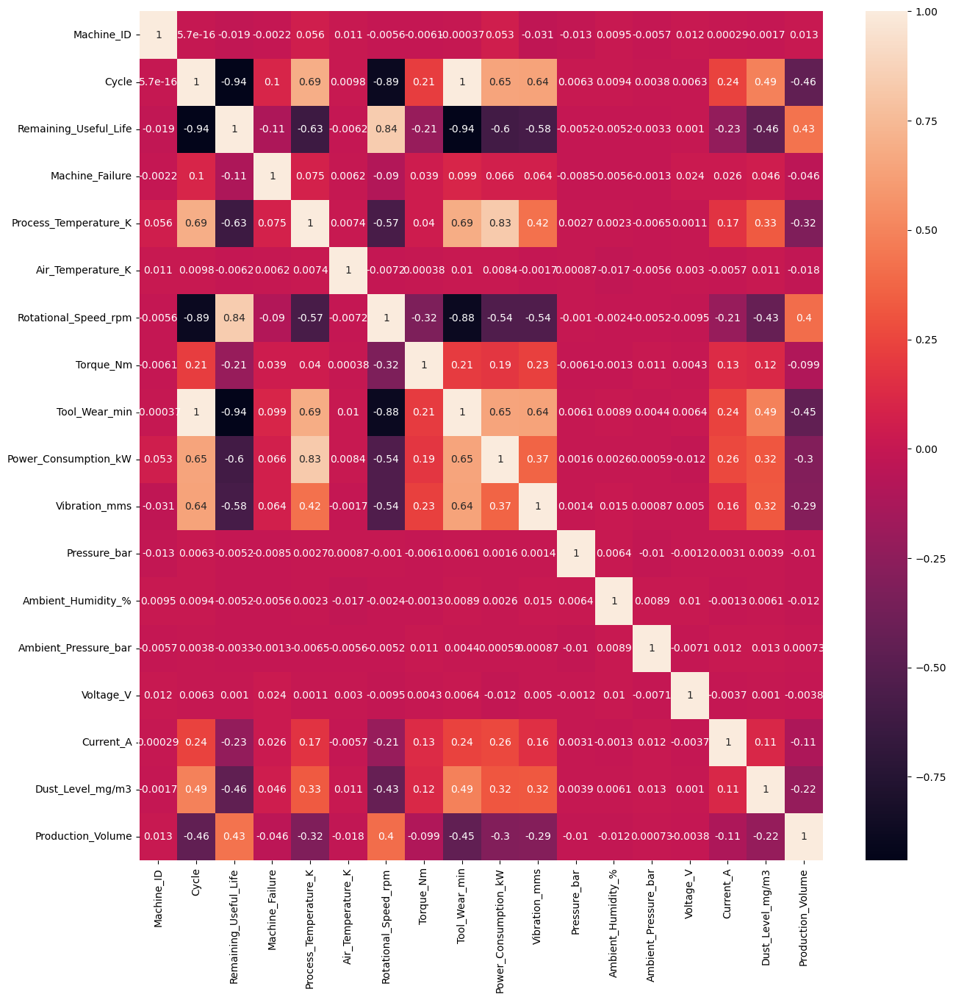 Machine_ID 1 5.7e-16 -0.019 -0.0022 0.056 0.011 -0.0056 -0.0061 -0.00037 0.053 -0.031 -0.013 0.0095 -0.0057 0.012 0.00029 -0.0017 0.013 1.00
Cycle 5.7e-16 1 -0.94 0.1 0.69 0.0098 -0.89 0.21 1 0.65 0.64 0.0063 0.0094 0.0038 0.0063 0.24 0.49 -0.46
Remaining_Useful_Life -0.019 -0.94 1 -0.11 -0.63 -0.0062 0.84 -0.21 -0.94 -0.6 -0.58 -0.0052 -0.0052 -0.0033 0.001 -0.23 -0.46 0.43 0.75
Machine_Failure -0.0022 0.1 -0.11 1 0.075 0.0062 -0.09 0.039 0.099 0.066 0.064 -0.0085 -0.0056 -0.0013 0.024 0.026 0.046 -0.046
Process_Temperature_K 0.056 0.69 -0.63 0.075 1 0.0074 -0.57 0.04 0.69 0.83 0.42 0.0027 0.0023 -0.0065 0.0011 0.17 0.33 -0.32 0.50
Air_Temperature_K 0.011 0.0098 -0.0062 0.0062 0.0074 1 -0.0072 0.00038 0.01 0.0084 -0.0017 0.00087 -0.017 -0.0056 0.003 -0.0057 0.011 -0.018
Rotational_Speed_rpm -0.0056 -0.89 0.84 -0.09 -0.57 -0.0072 1 -0.32 -0.88 -0.54 -0.54 -0.001 -0.0024 -0.0052 -0.0095 -0.21 -0.43 0.4
Torque_Nm -0.0061 0.21 -0.21 0.039 0.04 0.00038 -0.32 1 0.21 0.19 0.23 -0.0061 -0.0013 0.011 0.0043 0.13 0.12 -0.099 0.25
Tool_Wear_min -0.00037 1 -0.94 0.099 0.69 0.01 -0.88 0.21 1 0.65 0.64 0.0061 0.0089 0.0044 0.0064 0.24 0.49 -0.45
Power_Consumption_kW 0.053 0.65 -0.6 0.066 0.83 0.0084 -0.54 0.19 0.65 1 0.37 0.0016 0.0026 0.00059 -0.012 0.26 0.32 -0.3 0.00
Vibration_mms -0.031 0.64 -0.58 0.064 0.42 -0.0017 -0.54 0.23 0.64 0.37 1 0.0014 0.015 0.00087 0.005 0.16 0.32 -0.29
Pressure_bar -0.013 0.0063 -0.0052 -0.0085 0.0027 0.00087 -0.001 -0.0061 0.0061 0.0016 0.0014 1 0.0064 -0.01 -0.0012 0.0031 0.0039 -0.01 −0.25
Ambient_Humidity_% 0.0095 0.0094 -0.0052 -0.0056 0.0023 -0.017 -0.0024 -0.0013 0.0089 0.0026 0.015 0.0064 1 0.0089 0.01 -0.0013 0.0061 -0.012
Ambient_Pressure_bar -0.0057 0.0038 -0.0033 -0.0013 -0.0065 -0.0056 -0.0052 0.011 0.0044 0.00059 0.00087 -0.01 0.0089 1 -0.0071 0.012 0.013 0.00073 −0.50
Voltage_V 0.012 0.0063 0.001 0.024 0.0011 0.003 -0.0095 0.0043 0.0064 -0.012 0.005 -0.0012 0.01 -0.0071 1 -0.0037 0.001 -0.0038
Current_A 0.00029 0.24 -0.23 0.026 0.17 -0.0057 -0.21 0.13 0.24 0.26 0.16 0.0031 -0.0013 0.012 -0.0037 1 0.11 -0.11
Dust_Level_mg/m3 -0.0017 0.49 -0.46 0.046 0.33 0.011 -0.43 0.12 0.49 0.32 0.32 0.0039 0.0061 0.013 0.001 0.11 1 -0.22 −0.75
Production_Volume 0.013 -0.46 0.43 -0.046 -0.32 -0.018 0.4 -0.099 -0.45 -0.3 -0.29 -0.01 -0.012 0.00073 -0.0038 -0.11 -0.22 1
Machine_ID
Cycle
Remaining_Useful_Life
Machine_Failure
Process_Temperature_K
Air_Temperature_K
Rotational_Speed_rpm
Torque_Nm
Tool_Wear_min
Power_Consumption_kW
Vibration_mms
Pressure_bar
Ambient_Humidity_%
Ambient_Pressure_bar
Voltage_V
Current_A
Dust_Level_mg/m3
Production_Volume